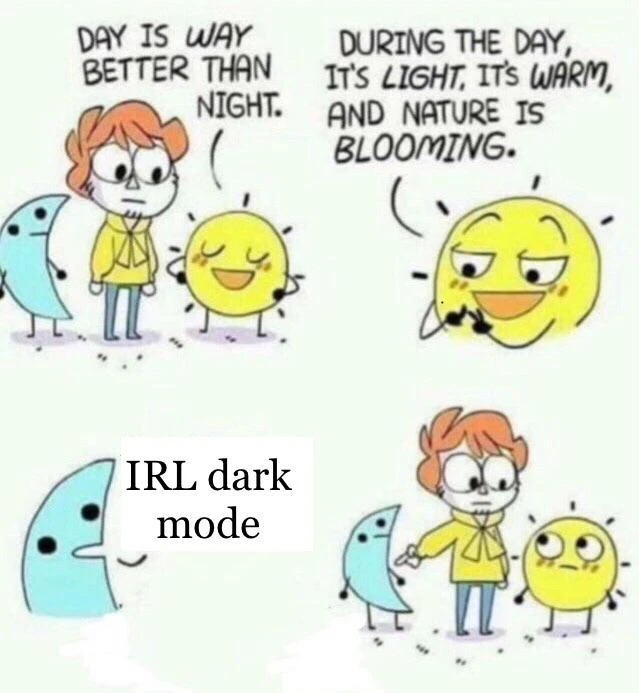 DAY IS WAY
BETTER THAN
NIGHT.
DURING THE DAY,
IT'S LIGHT, IT'S WARM,
AND NATURE IS
BLOOMING.
IRL dark
mode